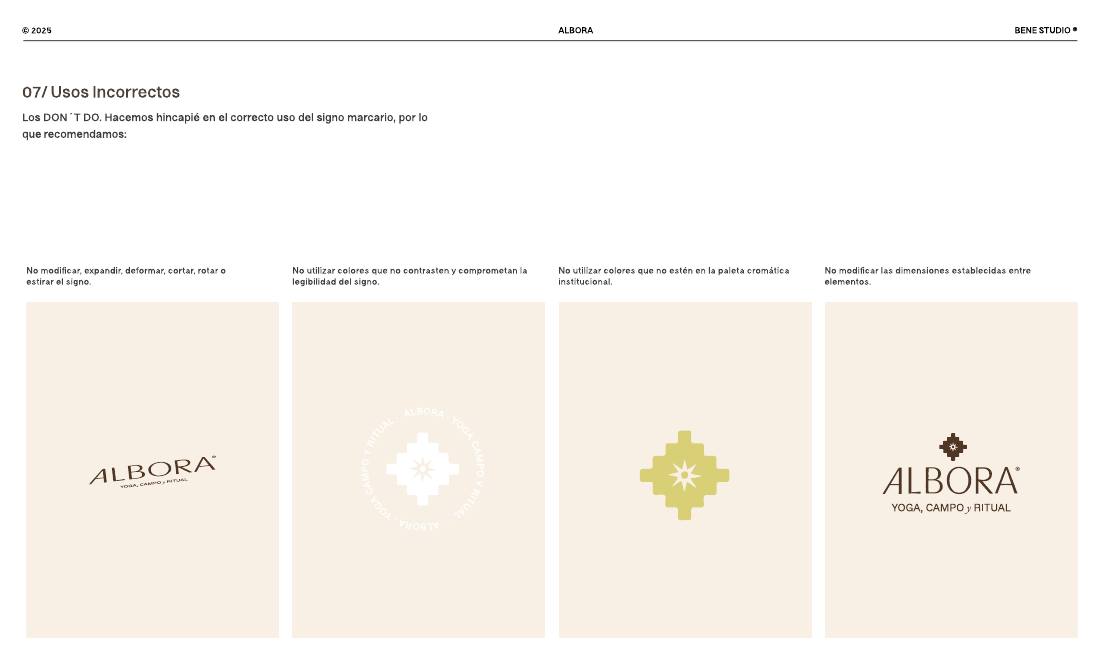 © 2025
ALBORA
BENE STUDIO ®
07/ Usos Incorrectos
Los DON ́T DO. Hacemos hincapié en el correcto uso del signo marcario, por lo
que recomendamos:
No modificar, expandir, deformar, cortar, rotar o
estirar el signo.
No utilizar colores que no contrasten y comprometan la
legibilidad del signo.
No utilizar colores que no estén en la paleta cromática
institucional.
No modificar las dimensiones establecidas entre
elementos.
ALBORA®
YOGA, CAMPO y RITUAL
ALBORA · YOGA CAMPO Y RITUAL · ALBORA · YOGA CAMPO Y RITUAL ·
ALBORA®
YOGA, CAMPO y RITUAL